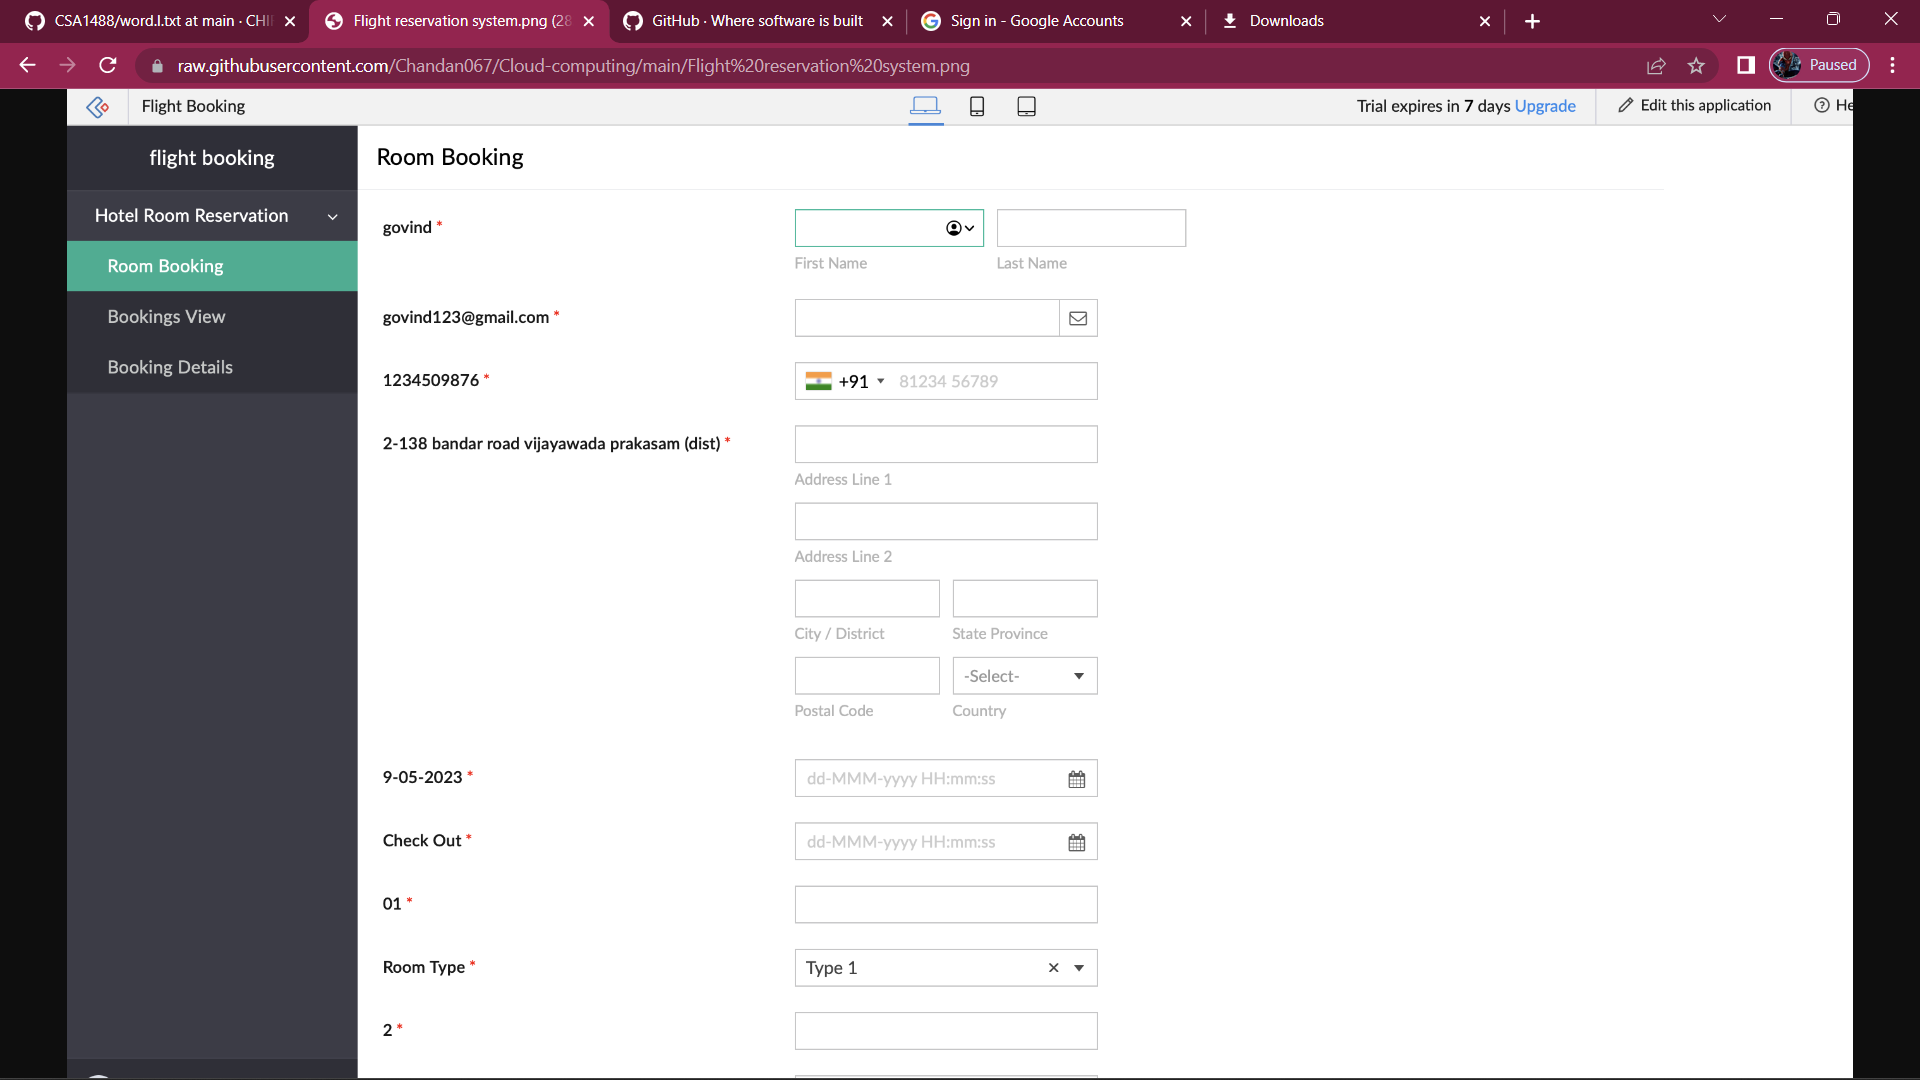 CSA1488/word.l.txt at main · CHI
Flight reservation system.png (28
GitHub · Where software is built
Sign in - Google Accounts
Downloads
raw.githubusercontent.com/Chandan067/Cloud-computing/main/Flight%20reservation%20system.png
Paused
Flight Booking
Trial expires in 7 days Upgrade
Edit this application
He
flight booking
Room Booking
Hotel Room Reservation
Room Booking
Bookings View
Booking Details
govind *
First Name
Last Name
govind123@gmail.com *
1234509876 *
+91 81234 56789
2-138 bandar road vijayawada prakasam (dist) *
Address Line 1
Address Line 2
City / District
State Province
-Select-
Postal Code
Country
9-05-2023 *
dd-MMM-yyyy HH:mm:ss
Check Out *
dd-MMM-yyyy HH:mm:ss
01 *
Room Type *
Type 1
2 *